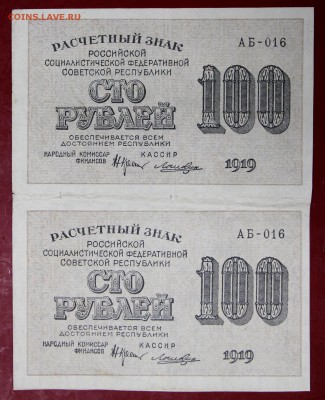 COINS.LAVE.RU
РАСЧЕТНЫЙ ЗНАК
РОССИЙСКОЙ
СОЦИАЛИСТИЧЕСКОЙ ФЕДЕРАТИВНОЙ
СОВЕТСКОЙ РЕСПУБЛИКИ
СТО
РУБЛЕЙ
ОБЕСПЕЧИВАЕТСЯ ВСЕМ
ДОСТОЯНИЕМ РЕСПУБЛИКИ
НАРОДНЫЙ КОМИССАР
ФИНАНСОВ
КАССИР
АБ-016
100
1919
РАСЧЕТНЫЙ ЗНАК
РОССИЙСКОЙ
СОЦИАЛИСТИЧЕСКОЙ ФЕДЕРАТИВНОЙ
СОВЕТСКОЙ РЕСПУБЛИКИ
СТО
РУБЛЕЙ
ОБЕСПЕЧИВАЕТСЯ ВСЕМ
ДОСТОЯНИЕМ РЕСПУБЛИКИ
НАРОДНЫЙ КОМИССАР
ФИНАНСОВ
КАССИР
АБ-016
100
1919